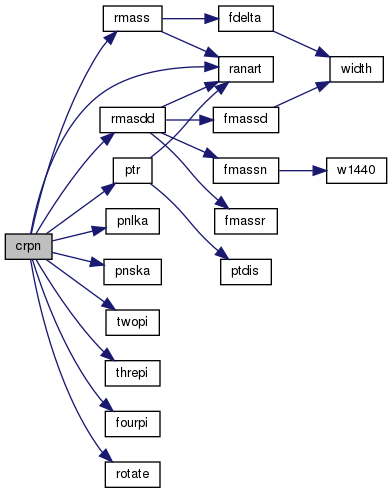 rmass
fdelta
ranart
width
rmasdd
fmassd
ptr
fmassn
w1440
pnlka
fmassr
crpn
pnska
ptdis
twopi
threpi
fourpi
rotate